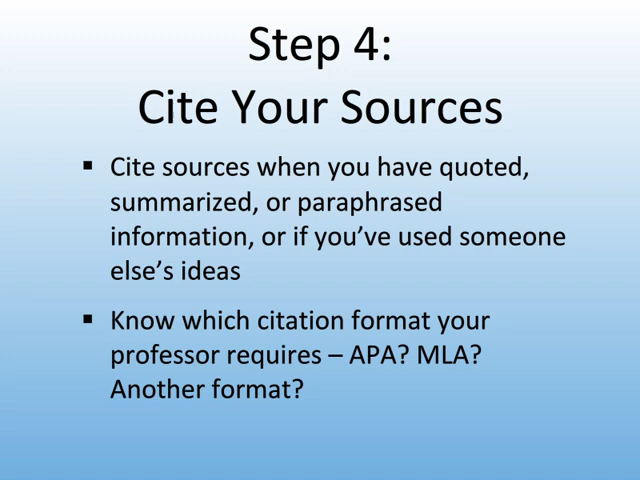 Step 4:
Cite Your Sources
▪ Cite sources when you have quoted,
summarized, or paraphrased
information, or if you’ve used someone
else’s ideas
▪ Know which citation format your
professor requires – APA? MLA?
Another format?